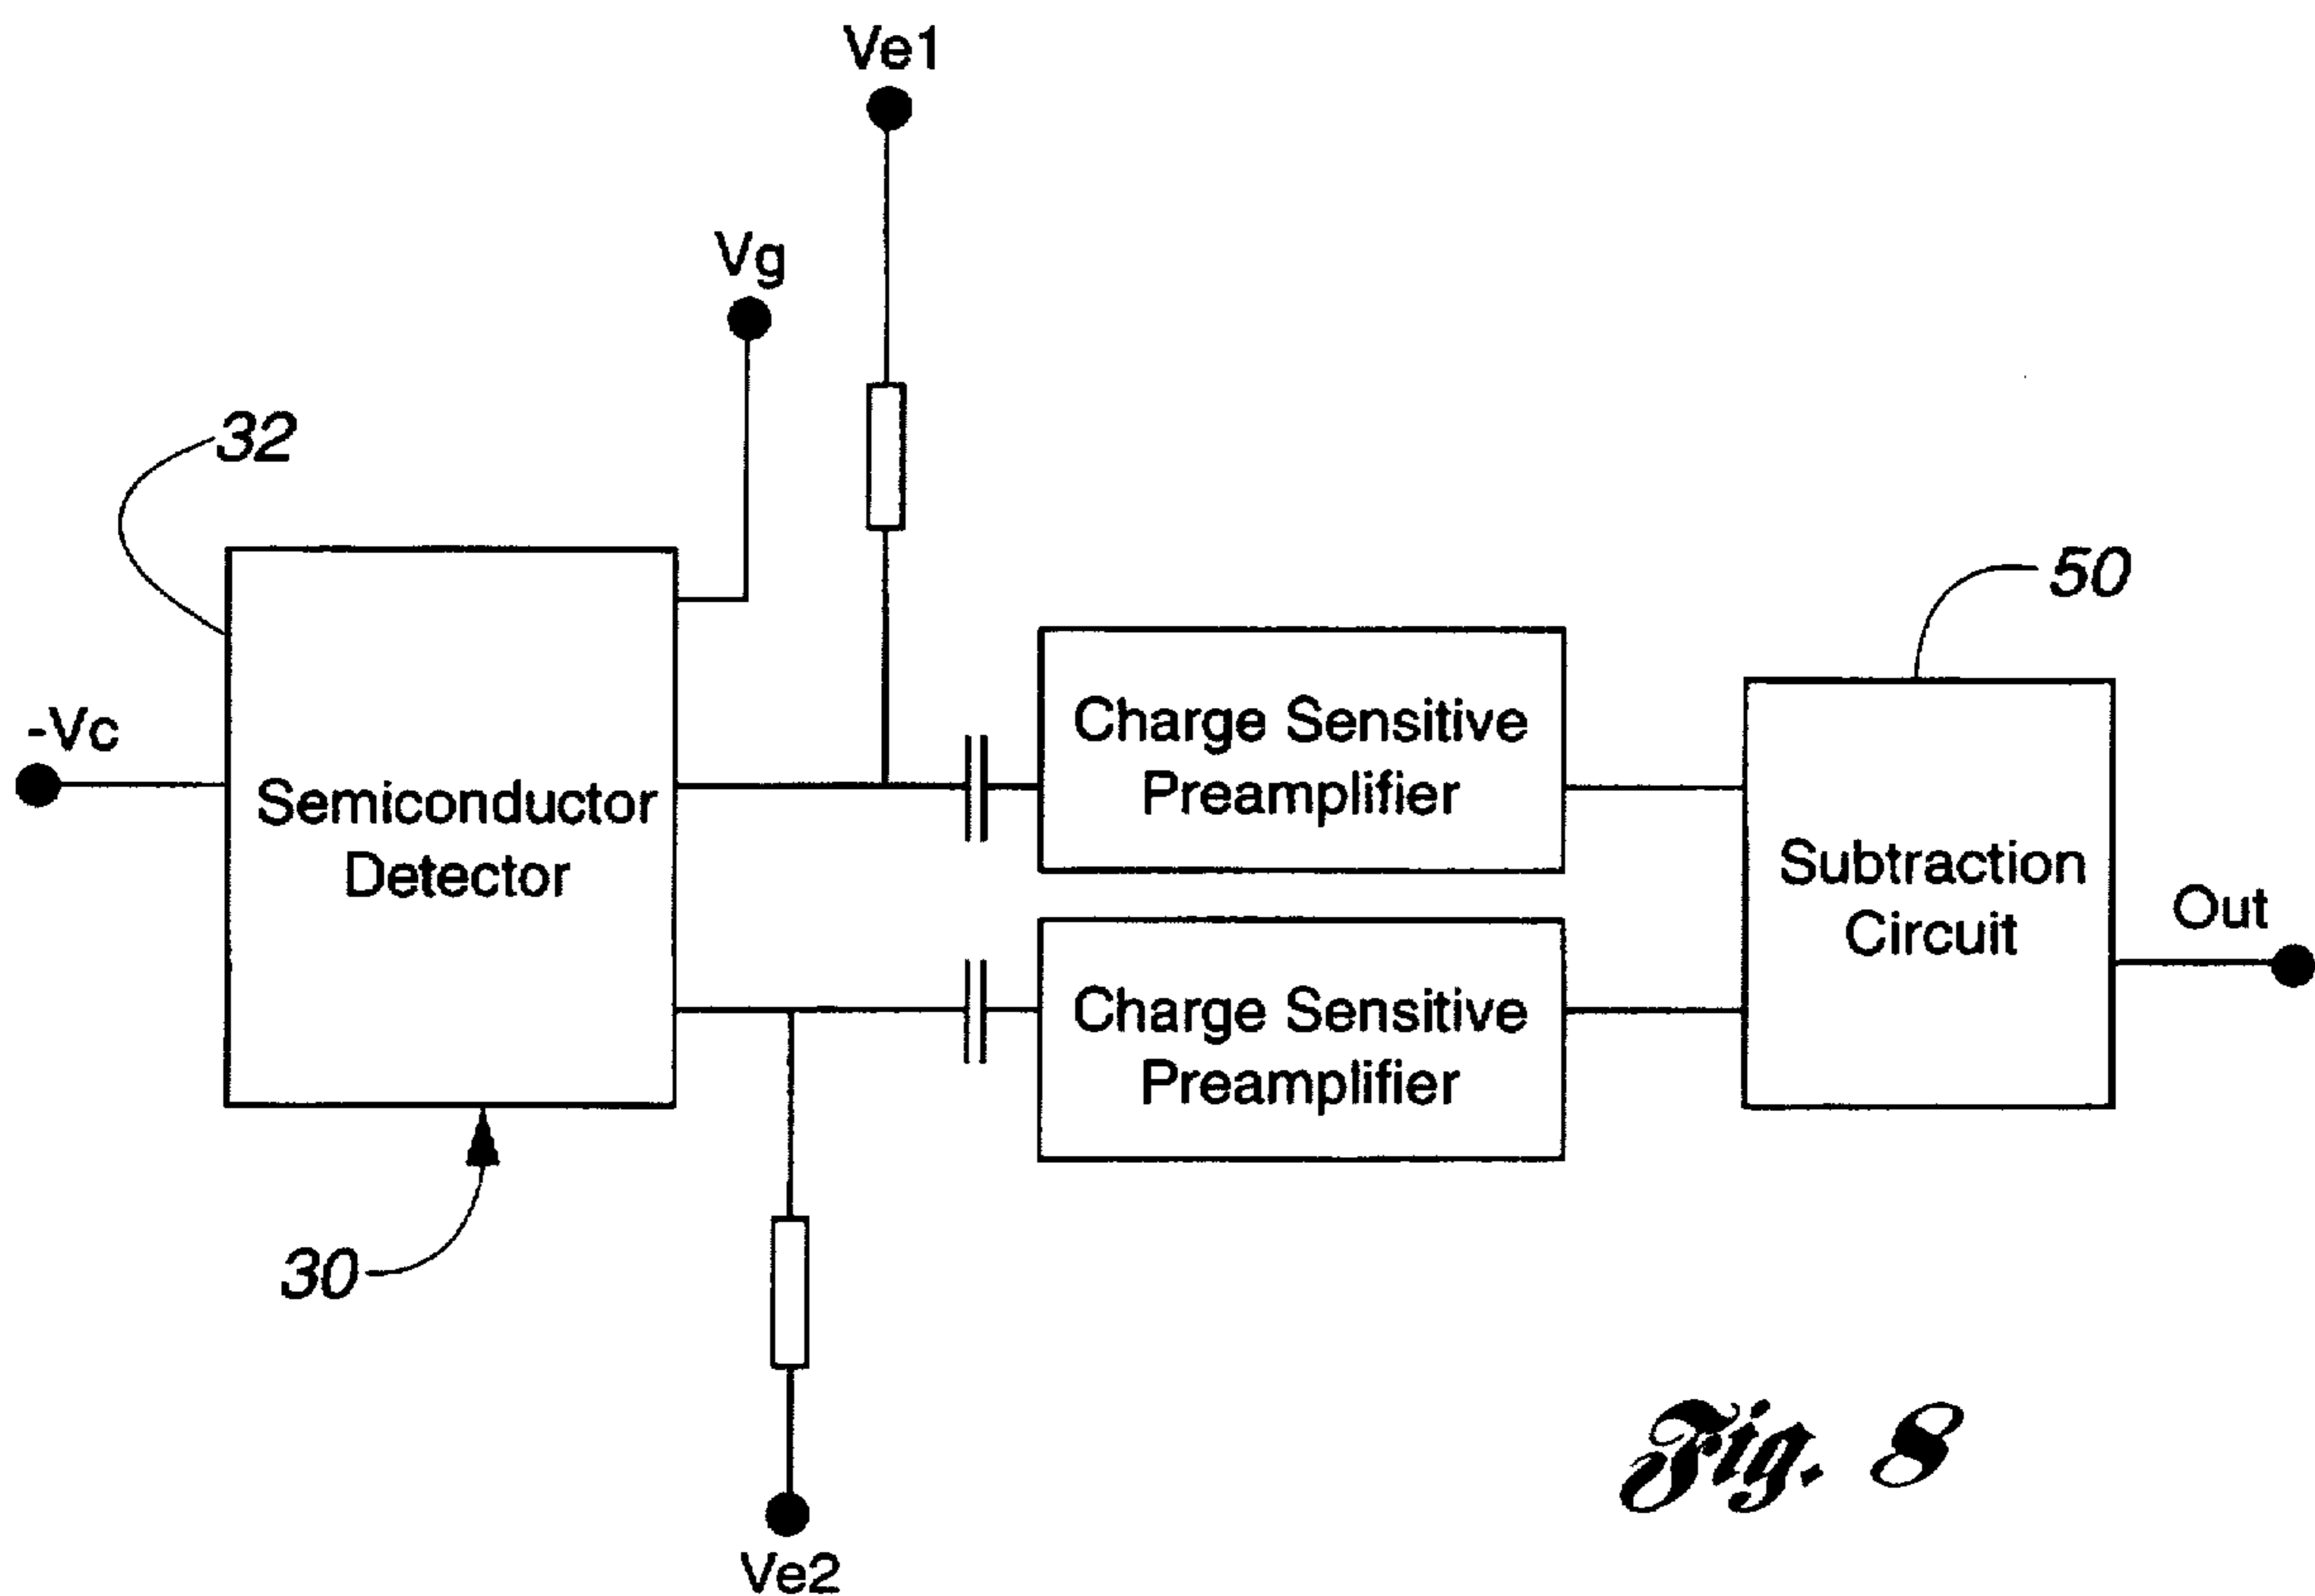 Ve1
Vg
32
50
-Vc
Semiconductor
Detector
Charge Sensitive
Preamplifier
Charge Sensitive
Preamplifier
Subtraction
Circuit
Out
30
Ve2
Fig. 8